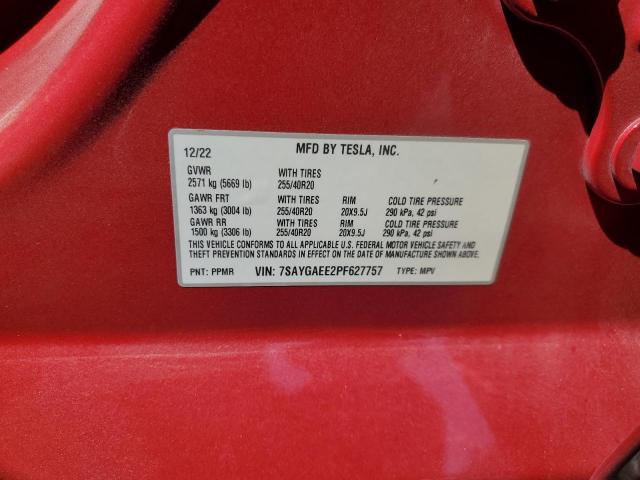 12/22 MFD BY TESLA, INC.
GVWR WITH TIRES
2571 kg (5669 lb) 255/40R20
GAWR FRT WITH TIRES RIM COLD TIRE PRESSURE
1363 kg (3004 lb) 255/40R20 20X9.5J 290 kPa, 42 psi
GAWR RR WITH TIRES RIM COLD TIRE PRESSURE
1500 kg (3306 lb) 255/40R20 20X9.5J 290 kPa, 42 psi
THIS VEHICLE CONFORMS TO ALL APPLICABLE U.S. FEDERAL MOTOR VEHICLE SAFETY AND
THEFT PREVENTION STANDARDS IN EFFECT ON THE DATE OF MANUFACTURE SHOWN ABOVE.
PNT: PPMR VIN: 7SAYGAEE2PF627757 TYPE: MPV